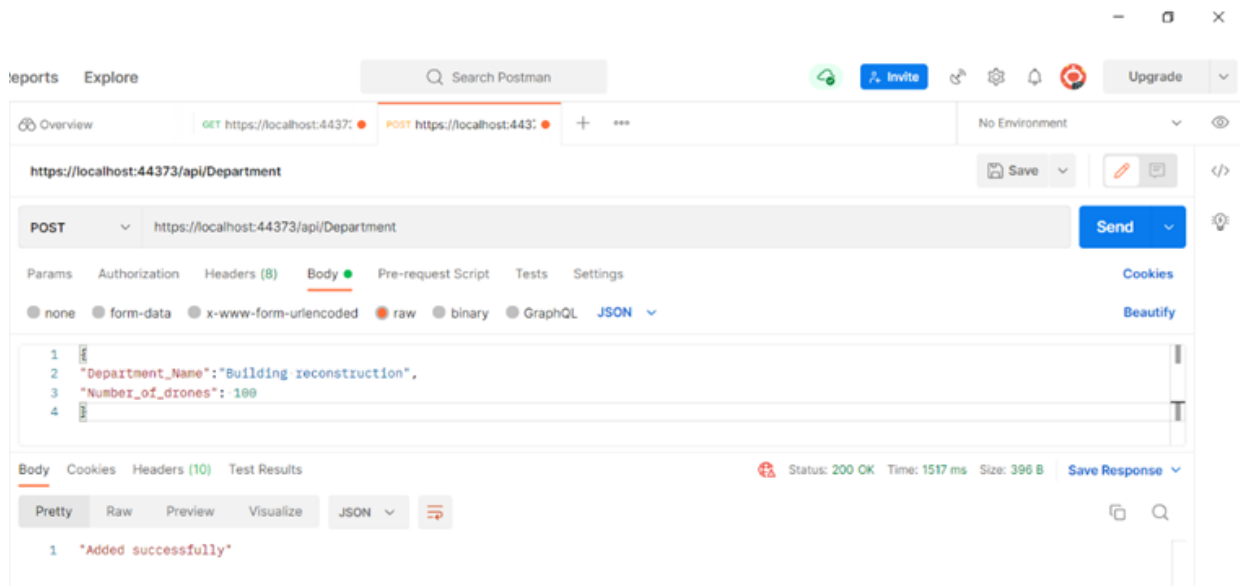 Reports Explore Search Postman Invite Upgrade
Overview GET https://localhost:4437: POST https://localhost:443: + ••• No Environment
https://localhost:44373/api/Department Save </>
POST https://localhost:44373/api/Department Send
Params Authorization Headers (8) Body Pre-request Script Tests Settings Cookies
none form-data x-www-form-urlencoded raw binary GraphQL JSON Beautify
1 {
2 "Department_Name":"Building reconstruction",
3 "Number_of_drones": 100
4 }
Body Cookies Headers (10) Test Results Status: 200 OK Time: 1517 ms Size: 396 B Save Response
Pretty Raw Preview Visualize JSON
1 "Added successfully"